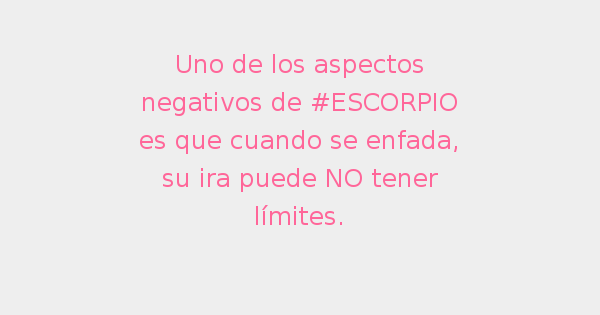 Uno de los aspectos
negativos de #ESCORPIO
es que cuando se enfada,
su ira puede NO tener
límites.